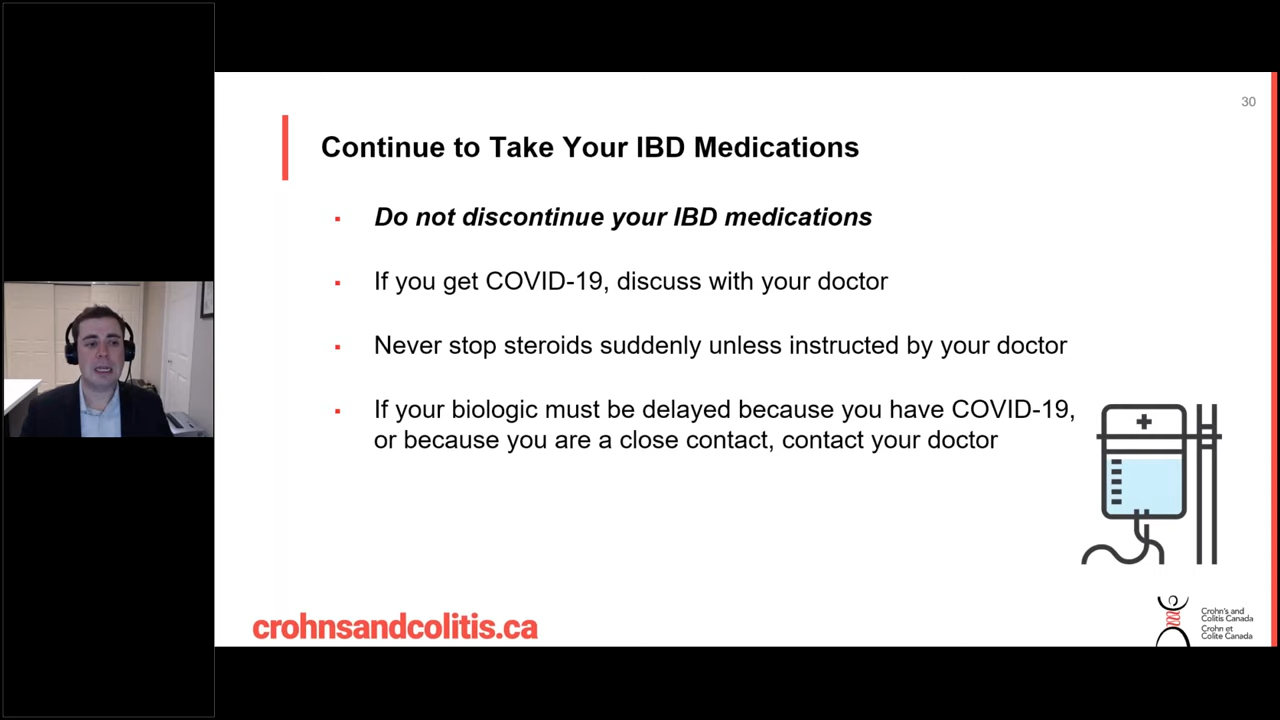 30
Continue to Take Your IBD Medications
▪ Do not discontinue your IBD medications
▪ If you get COVID-19, discuss with your doctor
▪ Never stop steroids suddenly unless instructed by your doctor
▪ If your biologic must be delayed because you have COVID-19,
or because you are a close contact, contact your doctor
crohnsandcolitis.ca
Crohn's and
Colitis Canada
Crohn et
Colite Canada